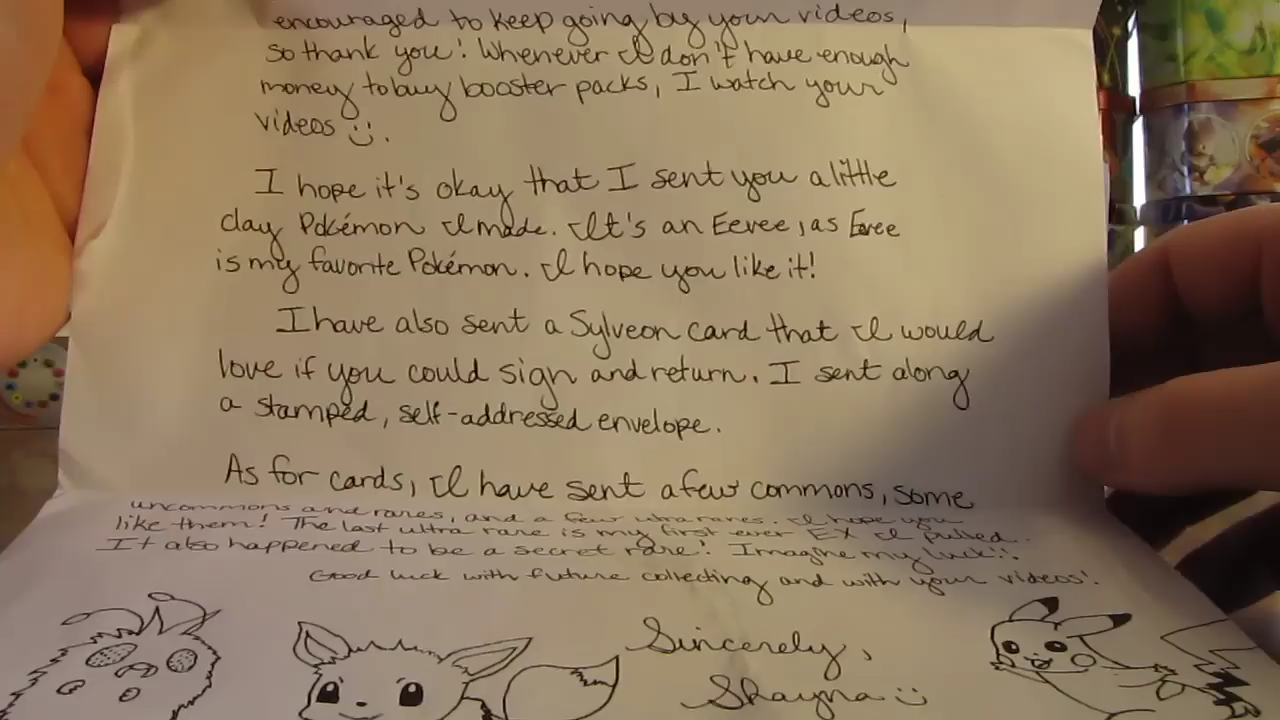 encouraged to keep going by your videos,
so thank you! Whenever I don't have enough
money to buy booster packs, I watch your
videos :).
I hope it's okay that I sent you a little
clay Pokémon I made. It's an Eevee, as Eevee
is my favorite Pokémon. I hope you like it!
I have also sent a Sylveon card that I would
love if you could sign and return. I sent along
a stamped, self-addressed envelope.
As for cards, I have sent a few commons, some
uncommons and rares, and a few ultra rares. I hope you
like them! The last ultra rare is my first ever EX I pulled.
It also happened to be a secret rare! Imagine my luck!!
Good luck with future collecting and with your videos!
Sincerely,
Shayna :)